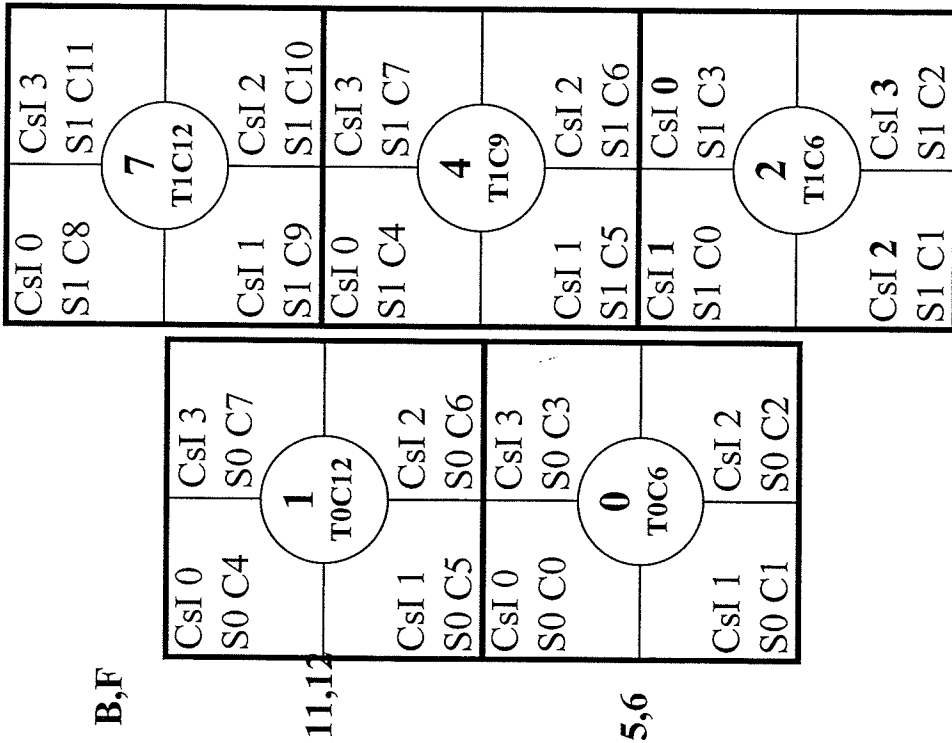 B,F
11,12
5,6
CsI 0
S0 C4
CsI 3
S0 C7
1
T0C12
CsI 1
S0 C5
CsI 2
S0 C6
CsI 0
S0 C0
CsI 3
S0 C3
0
T0C6
CsI 1
S0 C1
CsI 2
S0 C2
CsI 0
S1 C8
CsI 3
S1 C11
7
T1C12
CsI 1
S1 C9
CsI 2
S1 C10
CsI 0
S1 C4
CsI 3
S1 C7
4
T1C9
CsI 1
S1 C5
CsI 2
S1 C6
CsI 1
S1 C0
CsI 0
S1 C3
2
T1C6
CsI 2
S1 C1
CsI 3
S1 C2